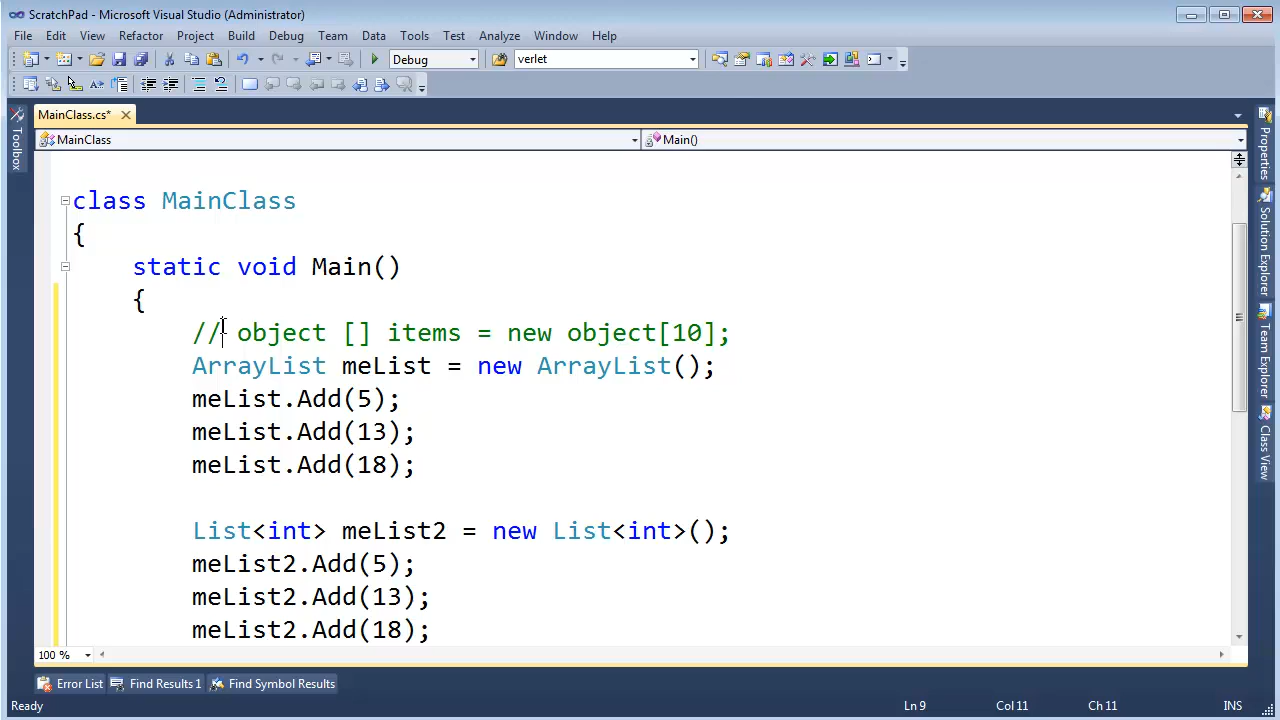 ScratchPad - Microsoft Visual Studio (Administrator)
File Edit View Refactor Project Build Debug Team Data Tools Test Analyze Window Help
Debug verlet
MainClass.cs*
MainClass Main()
class MainClass
{
static void Main()
{
// object [] items = new object[10];
ArrayList meList = new ArrayList();
meList.Add(5);
meList.Add(13);
meList.Add(18);
List<int> meList2 = new List<int>();
meList2.Add(5);
meList2.Add(13);
meList2.Add(18);
100 %
Error List Find Results 1 Find Symbol Results
Ready Ln 9 Col 11 Ch 11 INS
Toolbox
Properties
Solution Explorer
Team Explorer
Class View